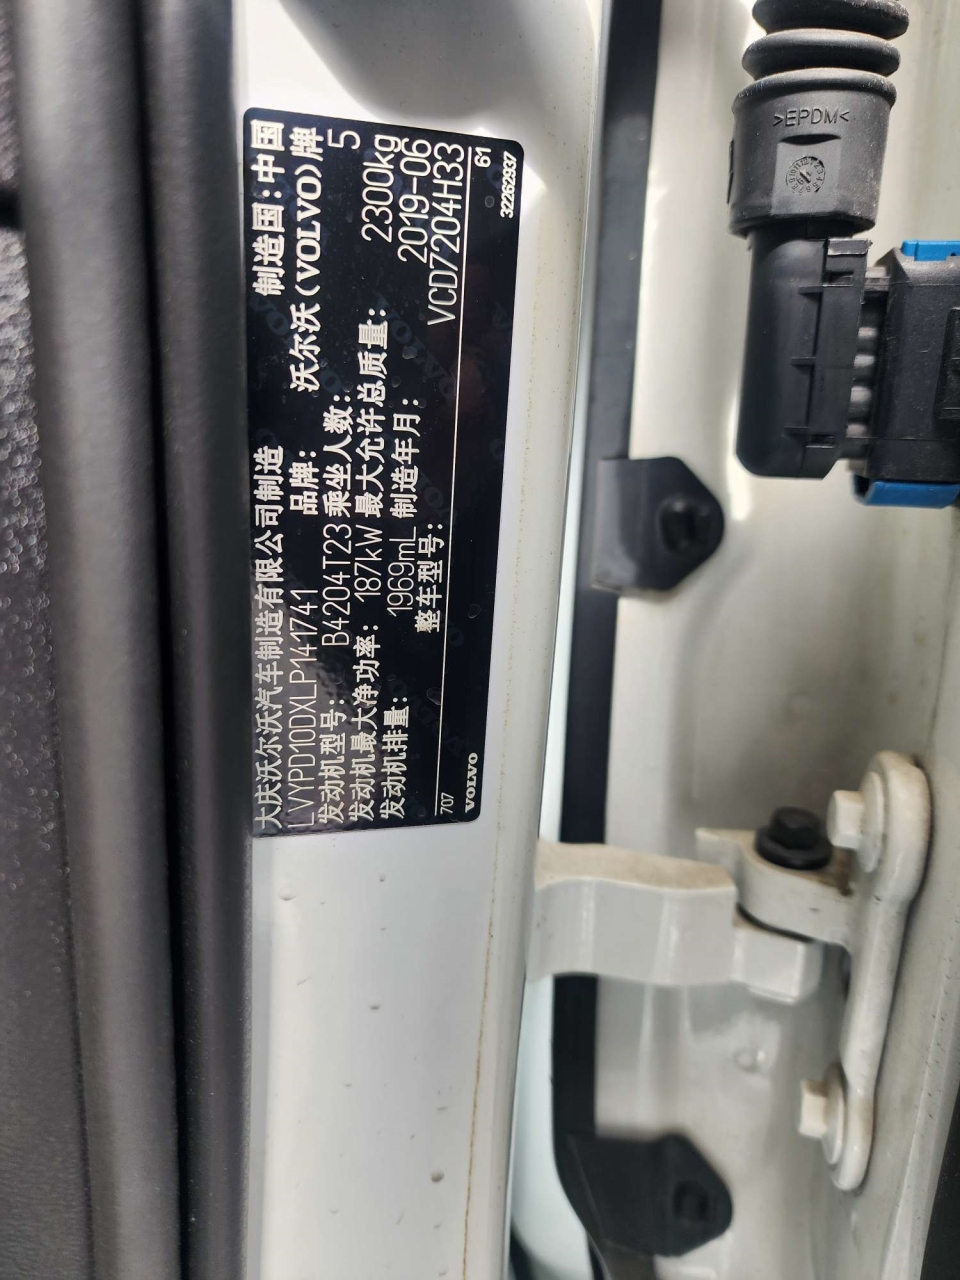 大庆沃尔沃汽车制造有限公司制造 制造国:中国
LVYPD10DXLP141741 品牌: 沃尔沃(VOLVO)牌
发动机型号: B4204T23 乘坐人数: 5
发动机最大净功率: 187kW 最大允许总质量: 2300kg
发动机排量: 1969mL 制造年月: 2019-06
整车型号: VCD7204H33
707 61
VOLVO 32262937
>EPDM<